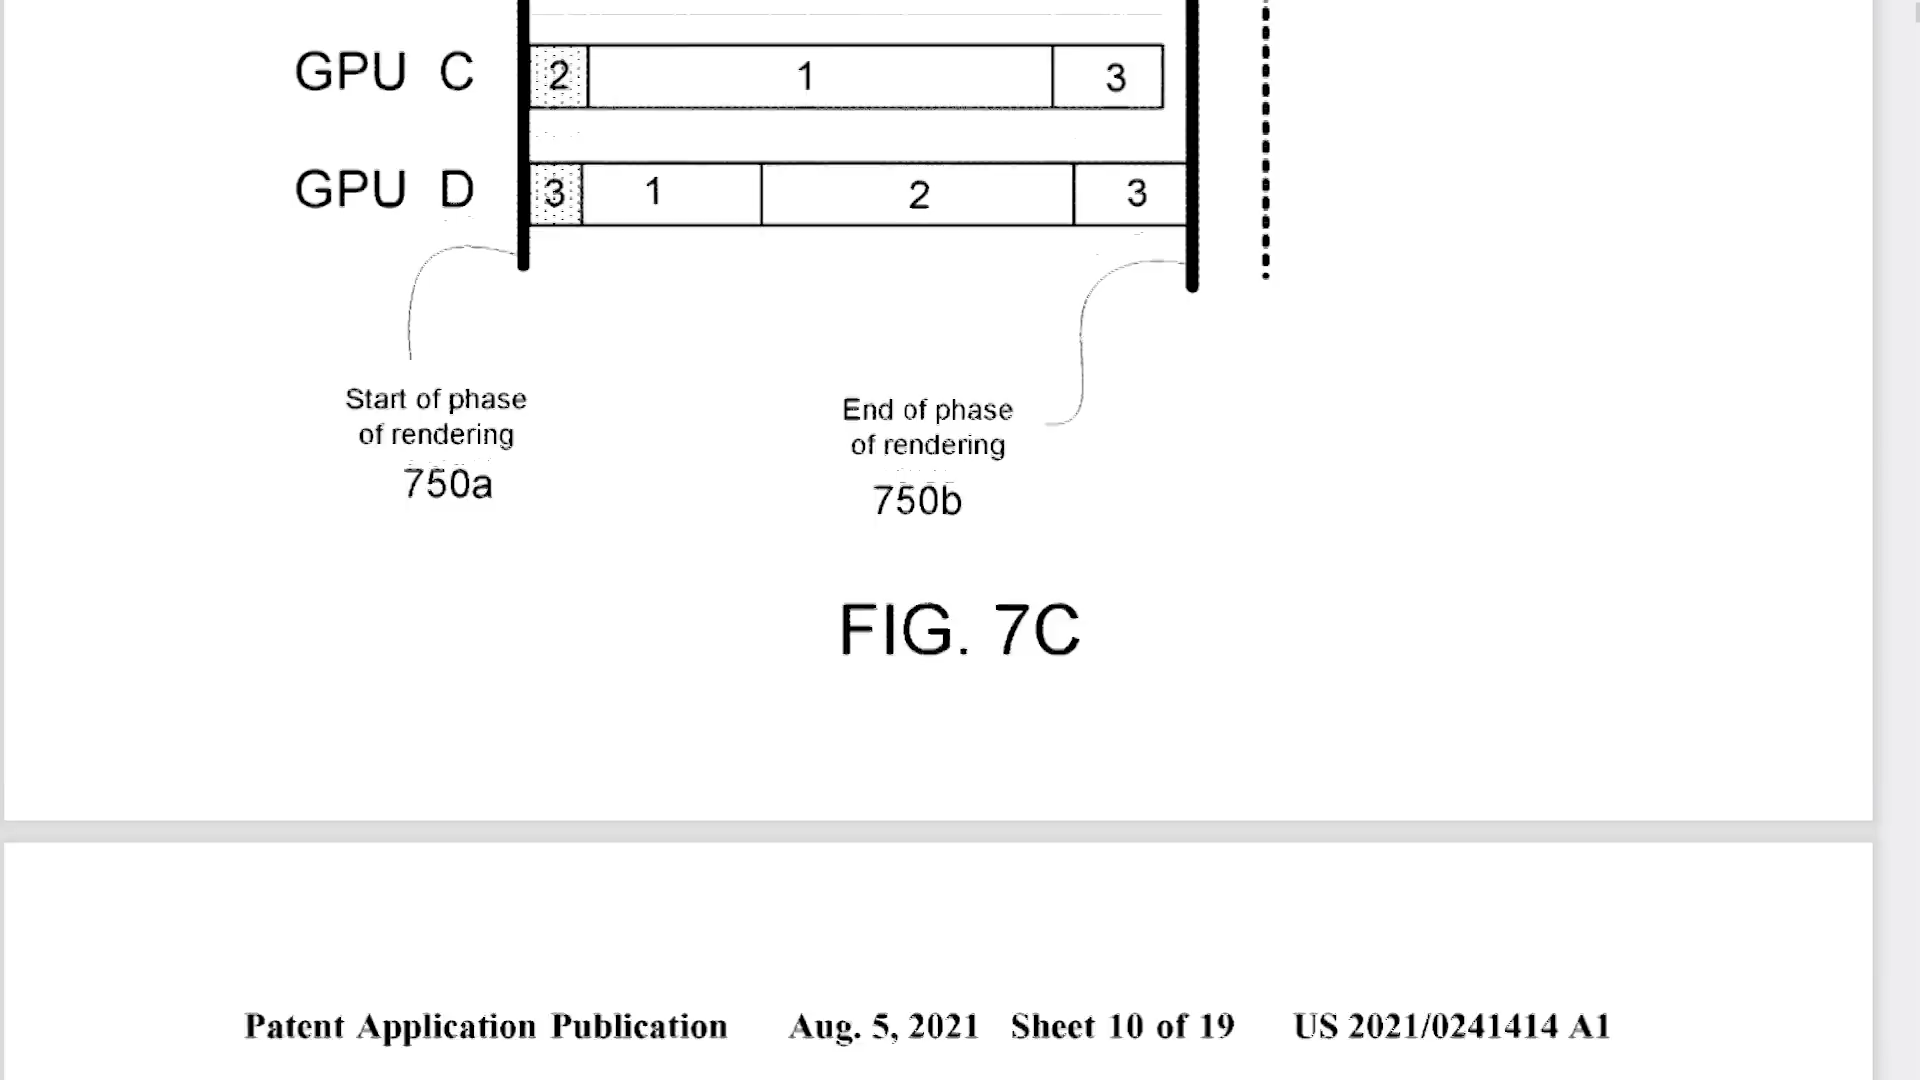 GPU C 2 1 3
GPU D 3 1 2 3
Start of phase
of rendering
750a
End of phase
of rendering
750b
FIG. 7C
Patent Application Publication Aug. 5, 2021 Sheet 10 of 19 US 2021/0241414 A1